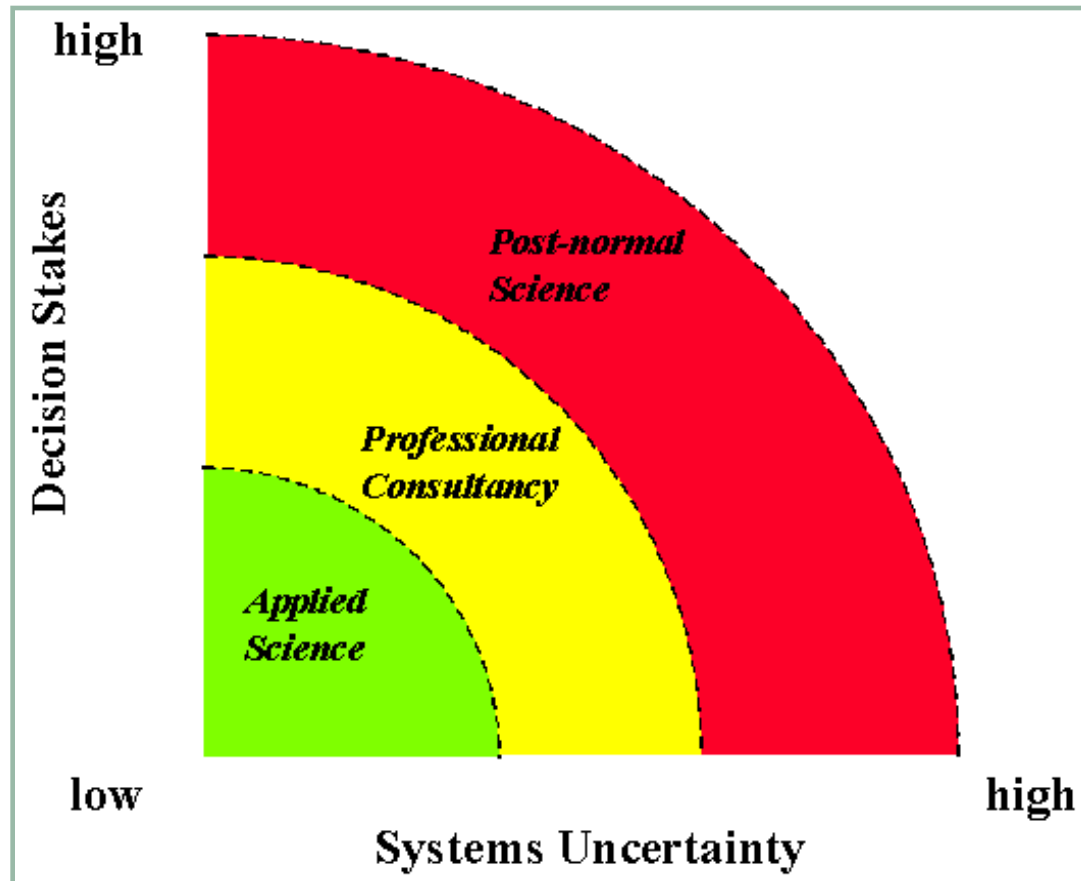 high
Decision Stakes
Post-normal
Science
Professional
Consultancy
Applied
Science
low
high
Systems Uncertainty